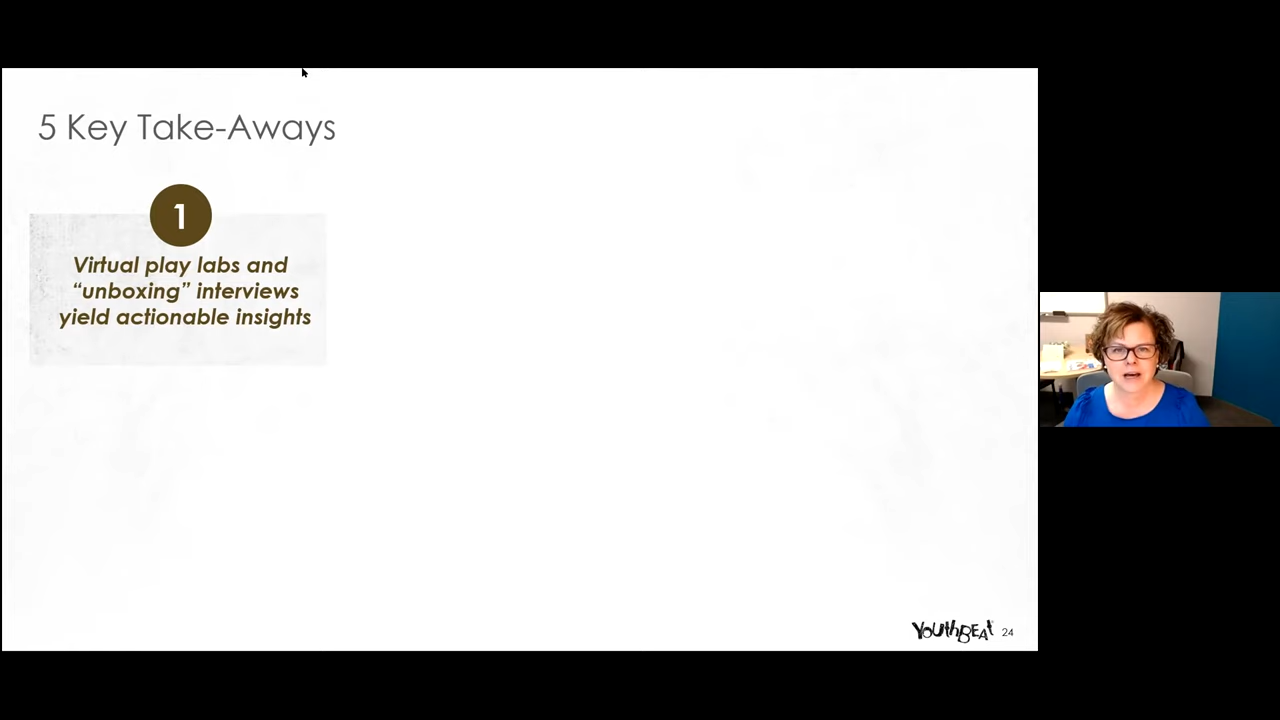 5 Key Take-Aways
1
Virtual play labs and
“unboxing” interviews
yield actionable insights
YouthBEAt 24